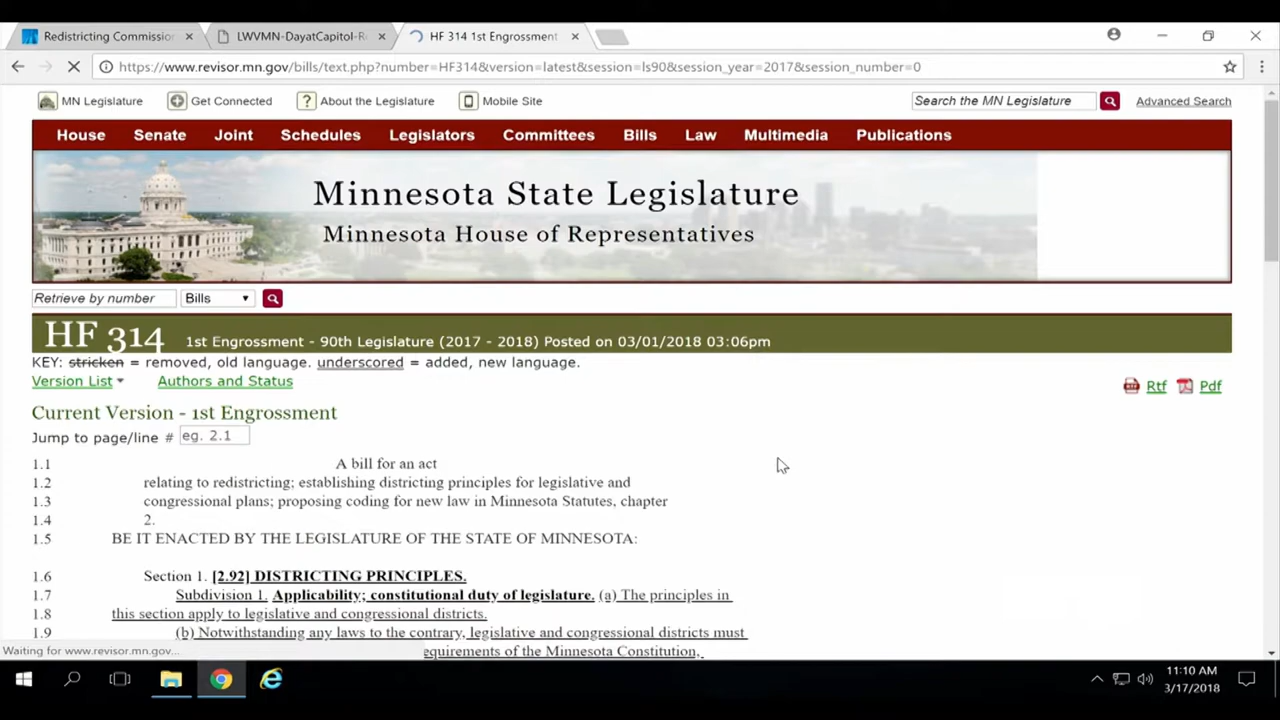 Redistricting Commissio
LWVMN-DayatCapitol-Re
HF 314 1st Engrossment
https://www.revisor.mn.gov/bills/text.php?number=HF314&version=latest&session=ls90&session_year=2017&session_number=0
MN Legislature Get Connected ? About the Legislature Mobile Site Search the MN Legislature Advanced Search
House Senate Joint Schedules Legislators Committees Bills Law Multimedia Publications
Minnesota State Legislature
Minnesota House of Representatives
Retrieve by number Bills
HF 314 1st Engrossment - 90th Legislature (2017 - 2018) Posted on 03/01/2018 03:06pm
KEY: stricken = removed, old language. underscored = added, new language.
Version List Authors and Status Rtf Pdf
Current Version - 1st Engrossment
Jump to page/line # eg. 2.1
1.1 A bill for an act
1.2 relating to redistricting; establishing districting principles for legislative and
1.3 congressional plans; proposing coding for new law in Minnesota Statutes, chapter
1.4 2.
1.5 BE IT ENACTED BY THE LEGISLATURE OF THE STATE OF MINNESOTA:
1.6 Section 1. [2.92] DISTRICTING PRINCIPLES.
1.7 Subdivision 1. Applicability; constitutional duty of legislature. (a) The principles in
1.8 this section apply to legislative and congressional districts.
1.9 (b) Notwithstanding any laws to the contrary, legislative and congressional districts must
equirements of the Minnesota Constitution,
Waiting for www.revisor.mn.gov...
11:10 AM
3/17/2018